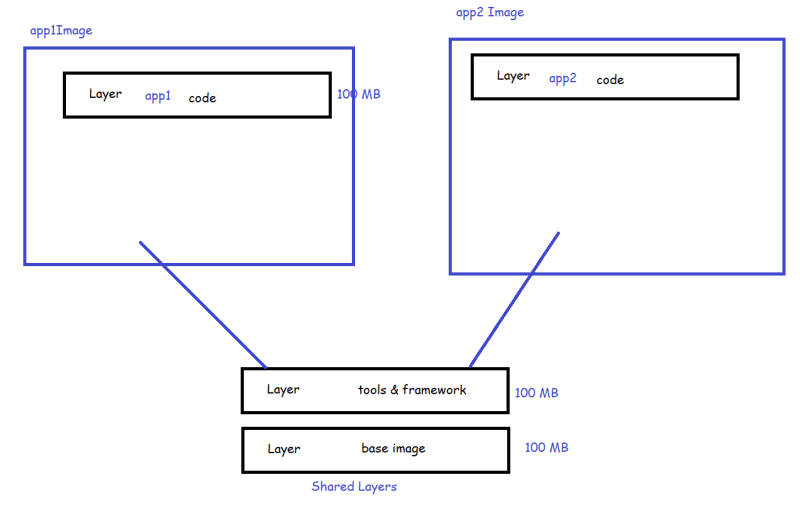 app1Image
app2 Image
Layer app1 code
100 MB
Layer app2 code
Layer tools & framework
100 MB
Layer base image
100 MB
Shared Layers